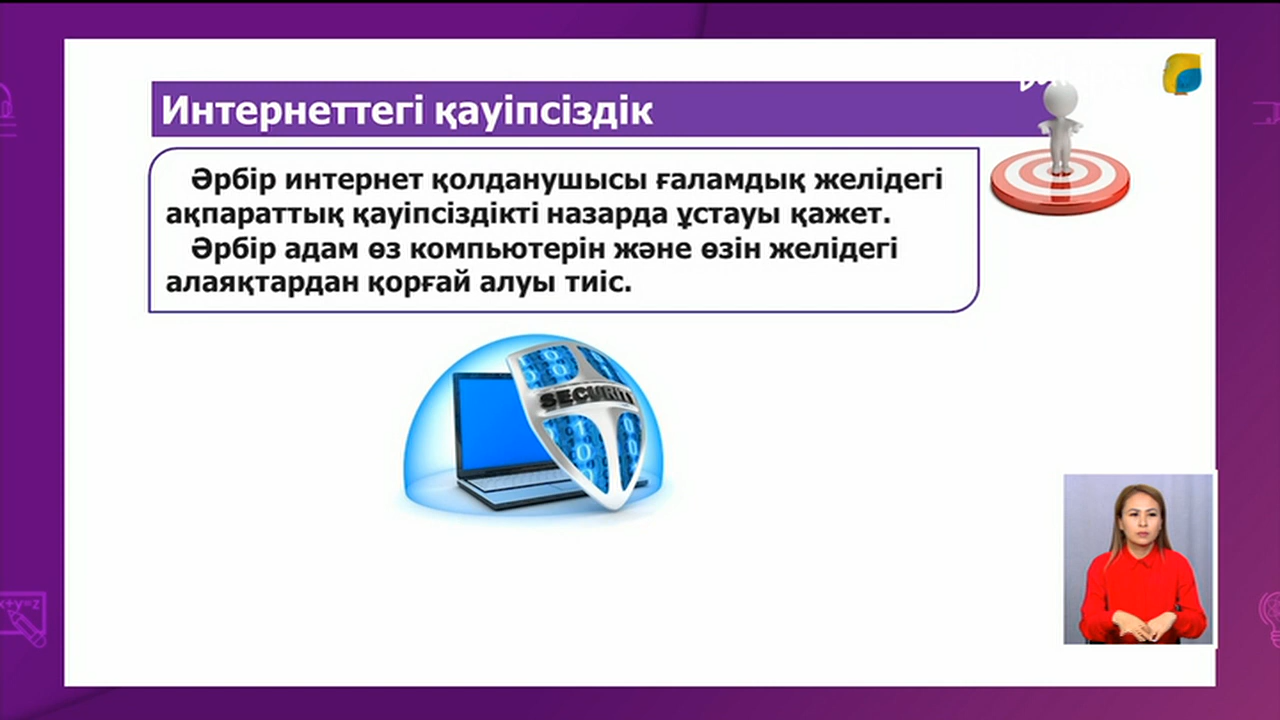 Интернеттегі қауіпсіздік
Әрбір интернет қолданушысы ғаламдық желідегі
ақпараттық қауіпсіздікті назарда ұстауы қажет.
Әрбір адам өз компьютерін және өзін желідегі
алаяқтардан қорғай алуы тиіс.
SECURITY
x+y=z